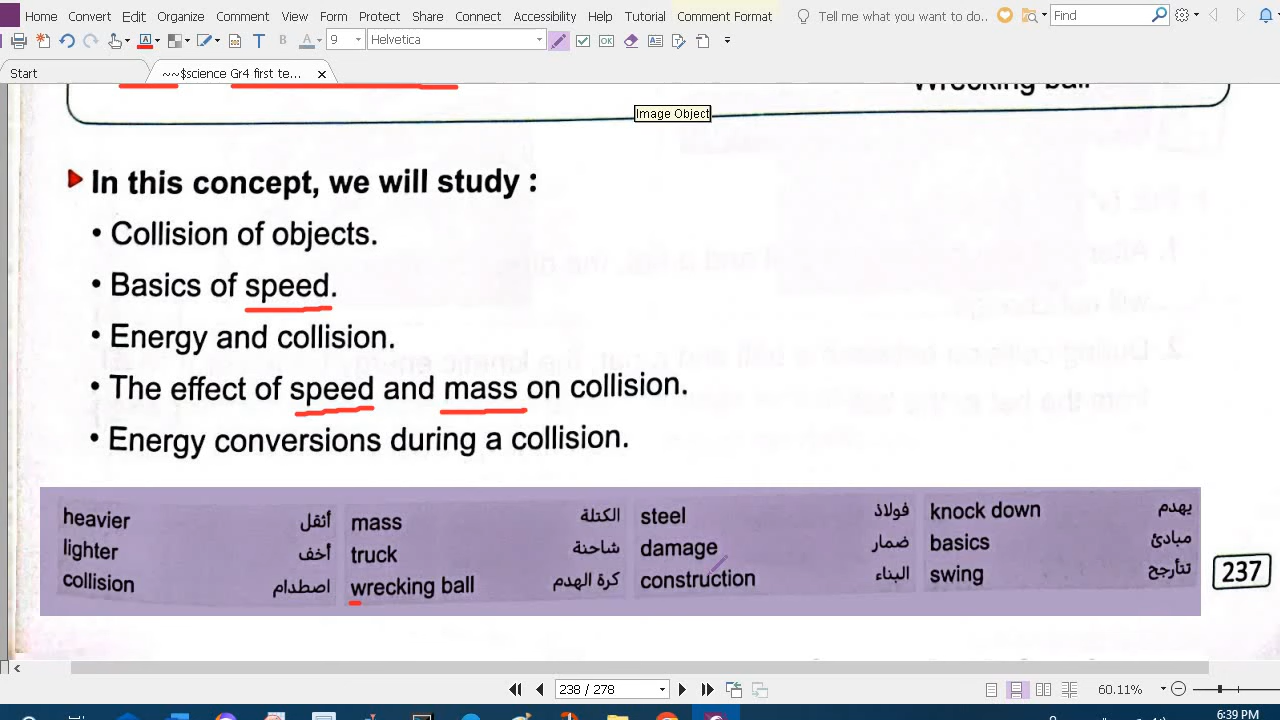 Home Convert Edit Organize Comment View Form Protect Share Connect Accessibility Help Tutorial Comment Format Tell me what you want to do.. Find
9 Helvetica
Start ~~$science Gr4 first te...
Wrecking ball
Image Object
In this concept, we will study :
• Collision of objects.
• Basics of speed.
• Energy and collision.
• The effect of speed and mass on collision.
• Energy conversions during a collision.
heavier أثقل mass الكتلة steel فولاذ knock down يهدم
lighter أخف truck شاحنة damage ضمار basics مبادئ
collision اصطدام wrecking ball كرة الهدم construction البناء swing تتأرجح
237
238 / 278 60.11%
6:39 PM